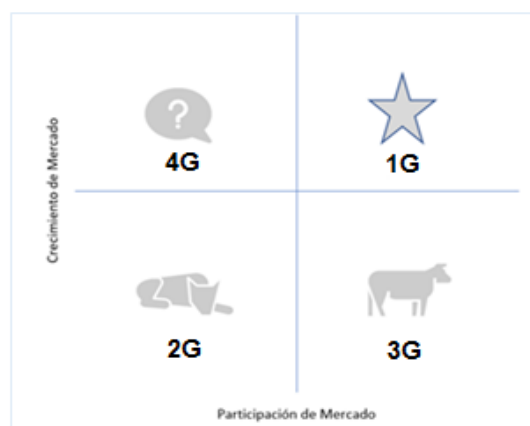 ?
4G
1G
Crecimiento de Mercado
2G
3G
Participación de Mercado